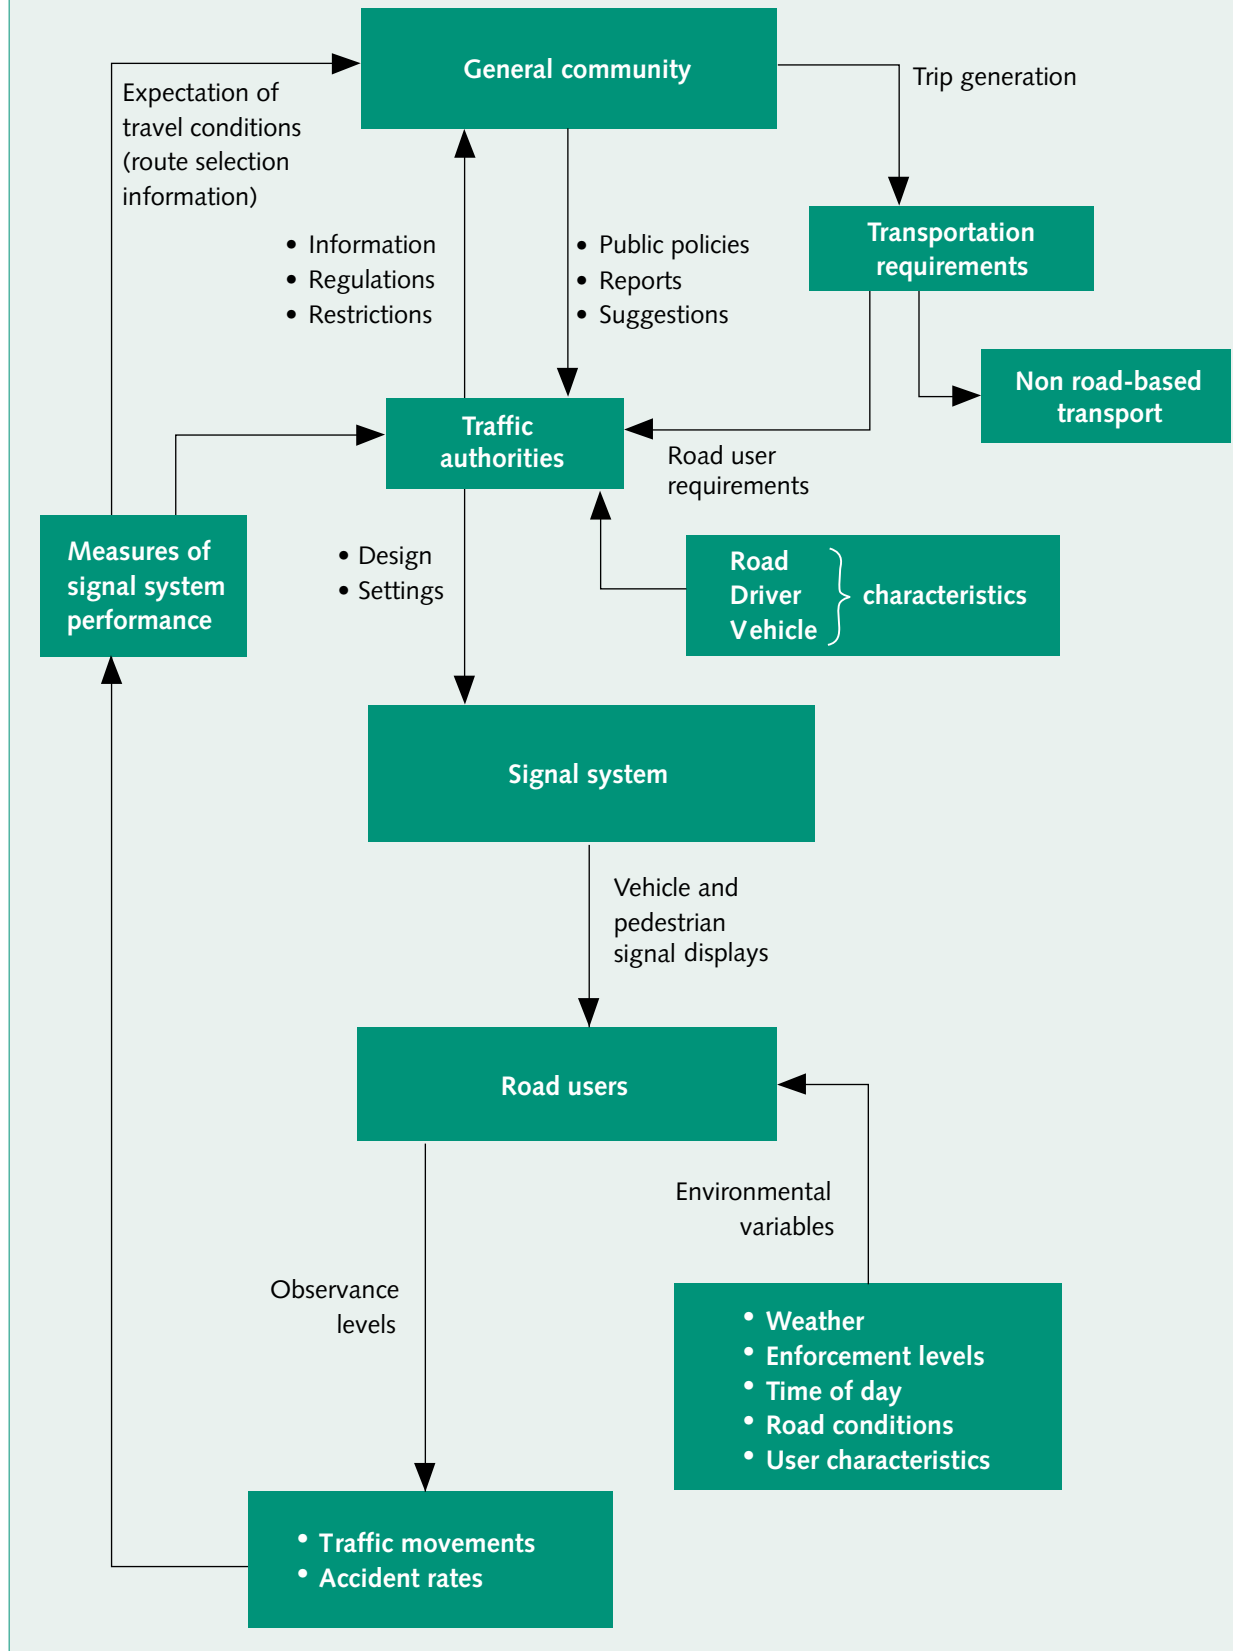 General community
Trip generation
Expectation of
travel conditions
(route selection
information)
Transportation
requirements
• Information
• Regulations
• Restrictions
• Public policies
• Reports
• Suggestions
Non road-based
transport
Traffic
authorities
Road user
requirements
Measures of
signal system
performance
• Design
• Settings
Road
Driver
Vehicle
characteristics
Signal system
Vehicle and
pedestrian
signal displays
Road users
Environmental
variables
Observance
levels
• Weather
• Enforcement levels
• Time of day
• Road conditions
• User characteristics
• Traffic movements
• Accident rates